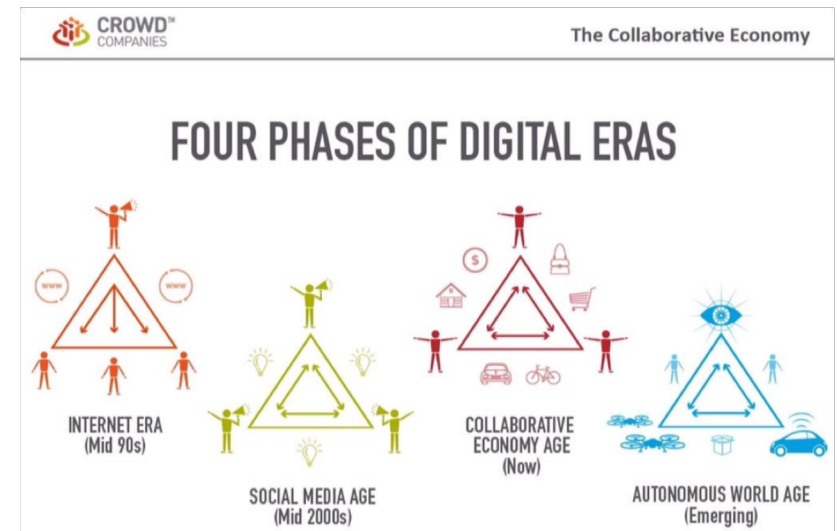 CROWD™
COMPANIES
The Collaborative Economy
FOUR PHASES OF DIGITAL ERAS
www
www
$
INTERNET ERA
(Mid 90s)
SOCIAL MEDIA AGE
(Mid 2000s)
COLLABORATIVE
ECONOMY AGE
(Now)
AUTONOMOUS WORLD AGE
(Emerging)